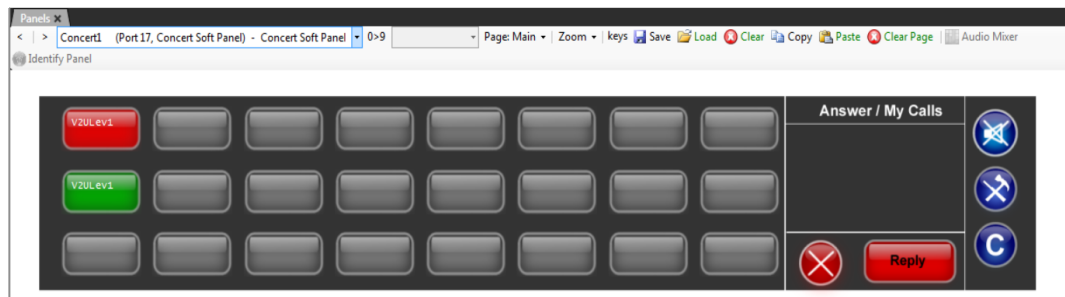 Panels x
< | > Concert1 (Port 17, Concert Soft Panel) - Concert Soft Panel 0>9 Page: Main Zoom keys Save Load Clear Copy Paste Clear Page Audio Mixer
Identify Panel
V2ULev1
Answer / My Calls
V2ULev1
C
Reply